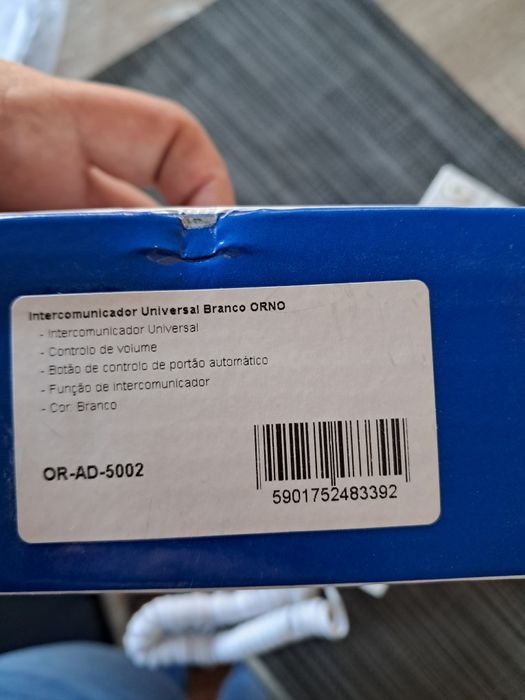 Intercomunicador Universal Branco ORNO
- Intercomunicador Universal
- Controlo de volume
- Botão de controlo de portão automático
- Função de intercomunicador
- Cor: Branco
OR-AD-5002
5901752483392